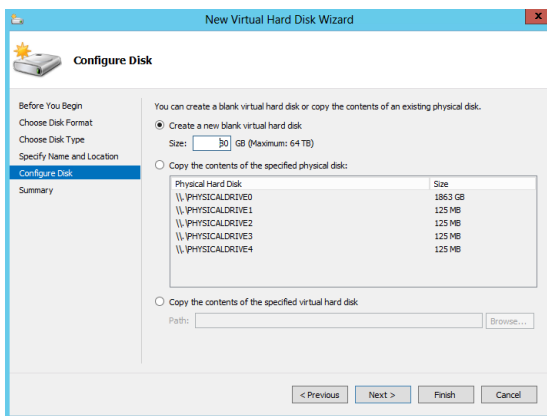 New Virtual Hard Disk Wizard
x
Configure Disk
Before You Begin
Choose Disk Format
Choose Disk Type
Specify Name and Location
Configure Disk
Summary
You can create a blank virtual hard disk or copy the contents of an existing physical disk.
Create a new blank virtual hard disk
Size: 80 GB (Maximum: 64 TB)
Copy the contents of the specified physical disk:
Physical Hard Disk Size
\\.\PHYSICALDRIVE0 1863 GB
\\.\PHYSICALDRIVE1 125 MB
\\.\PHYSICALDRIVE2 125 MB
\\.\PHYSICALDRIVE3 125 MB
\\.\PHYSICALDRIVE4 125 MB
Copy the contents of the specified virtual hard disk
Path: Browse...
< Previous Next > Finish Cancel